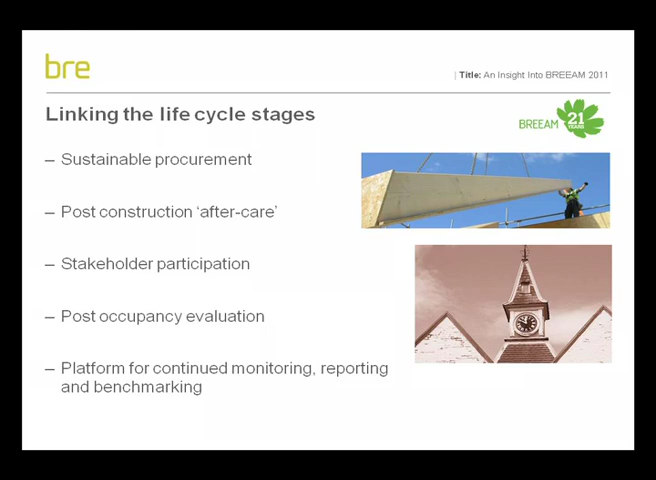 bre
Title: An Insight Into BREEAM 2011
Linking the life cycle stages
BREEAM 21
YEARS
– Sustainable procurement
– Post construction ‘after-care’
– Stakeholder participation
– Post occupancy evaluation
– Platform for continued monitoring, reporting
and benchmarking